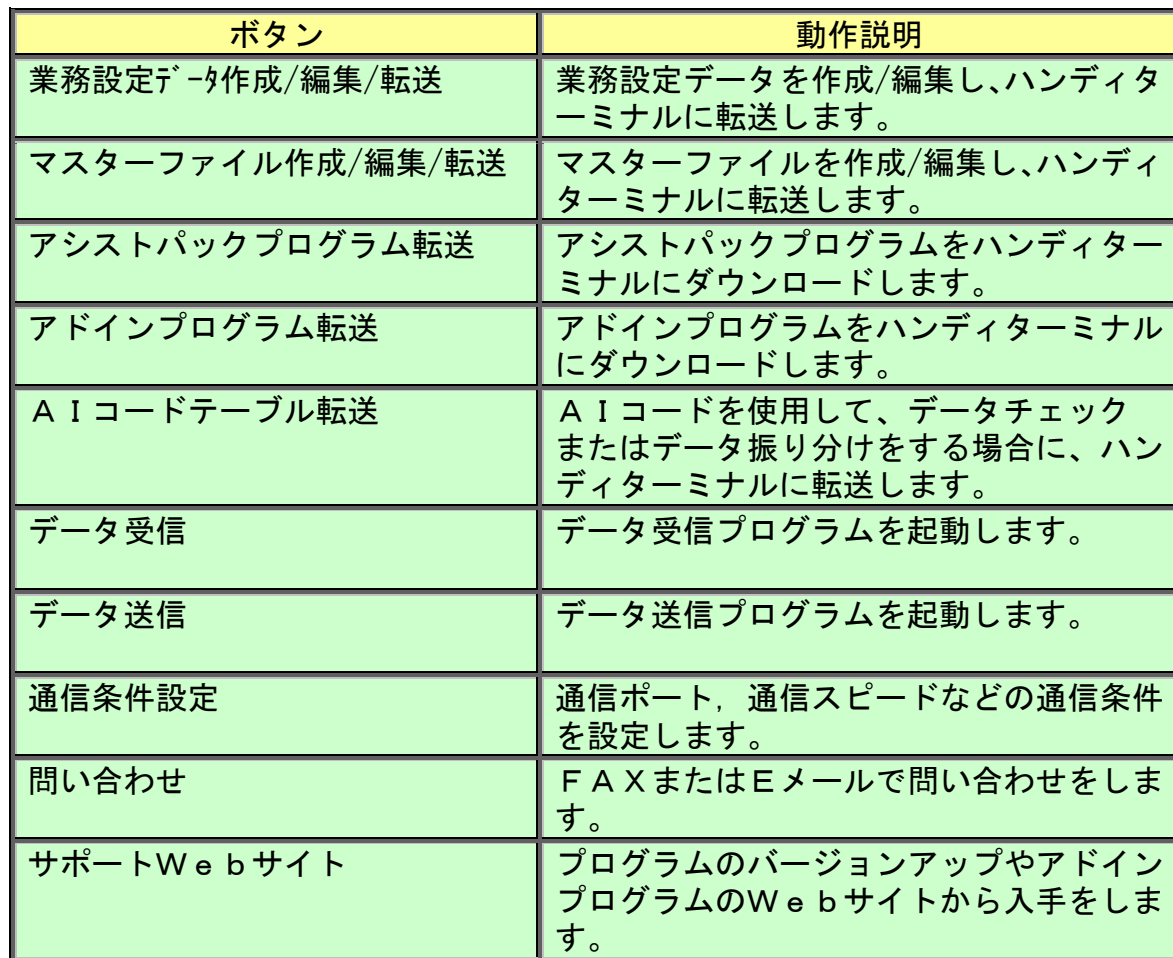 ボタン
動作説明
業務設定ﾃﾞｰﾀ作成/編集/転送
業務設定データを作成/編集し、ハンディタ
ーミナルに転送します。
マスターファイル作成/編集/転送
マスターファイルを作成/編集し、ハンディ
ターミナルに転送します。
アシストパックプログラム転送
アシストパックプログラムをハンディター
ミナルにダウンロードします。
アドインプログラム転送
アドインプログラムをハンディターミナル
にダウンロードします。
ＡＩコードテーブル転送
ＡＩコードを使用して、データチェック
またはデータ振り分けをする場合に、ハン
ディターミナルに転送します。
データ受信
データ受信プログラムを起動します。
データ送信
データ送信プログラムを起動します。
通信条件設定
通信ポート，通信スピードなどの通信条件
を設定します。
問い合わせ
ＦＡＸまたはＥメールで問い合わせをしま
す。
サポートＷｅｂサイト
プログラムのバージョンアップやアドイン
プログラムのＷｅｂサイトから入手をしま
す。